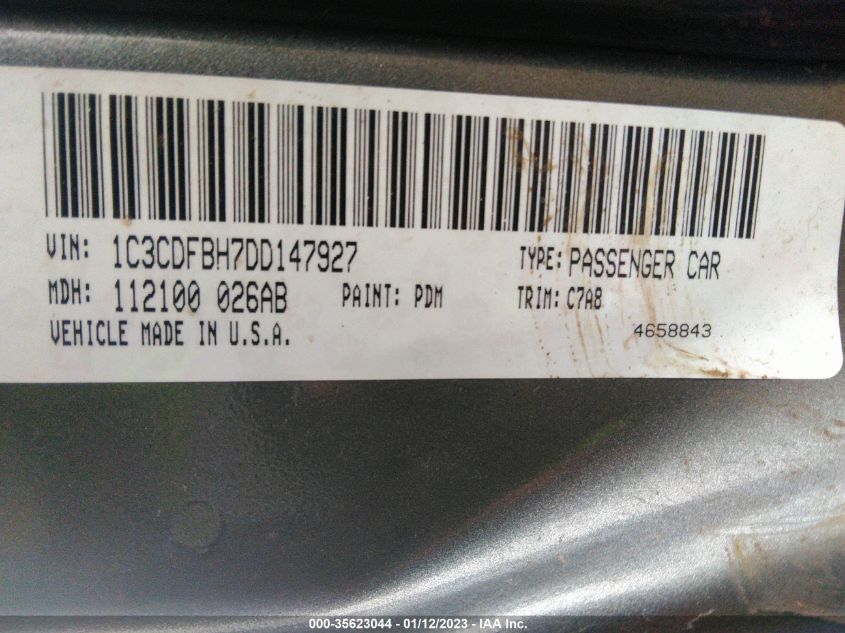 VIN: 1C3CDFBH7DD147927 TYPE: PASSENGER CAR
MDH: 112100 026AB PAINT: PDM TRIM: C7A8
VEHICLE MADE IN U.S.A. 4658843
000-35623044 - 01/12/2023 - IAA Inc.